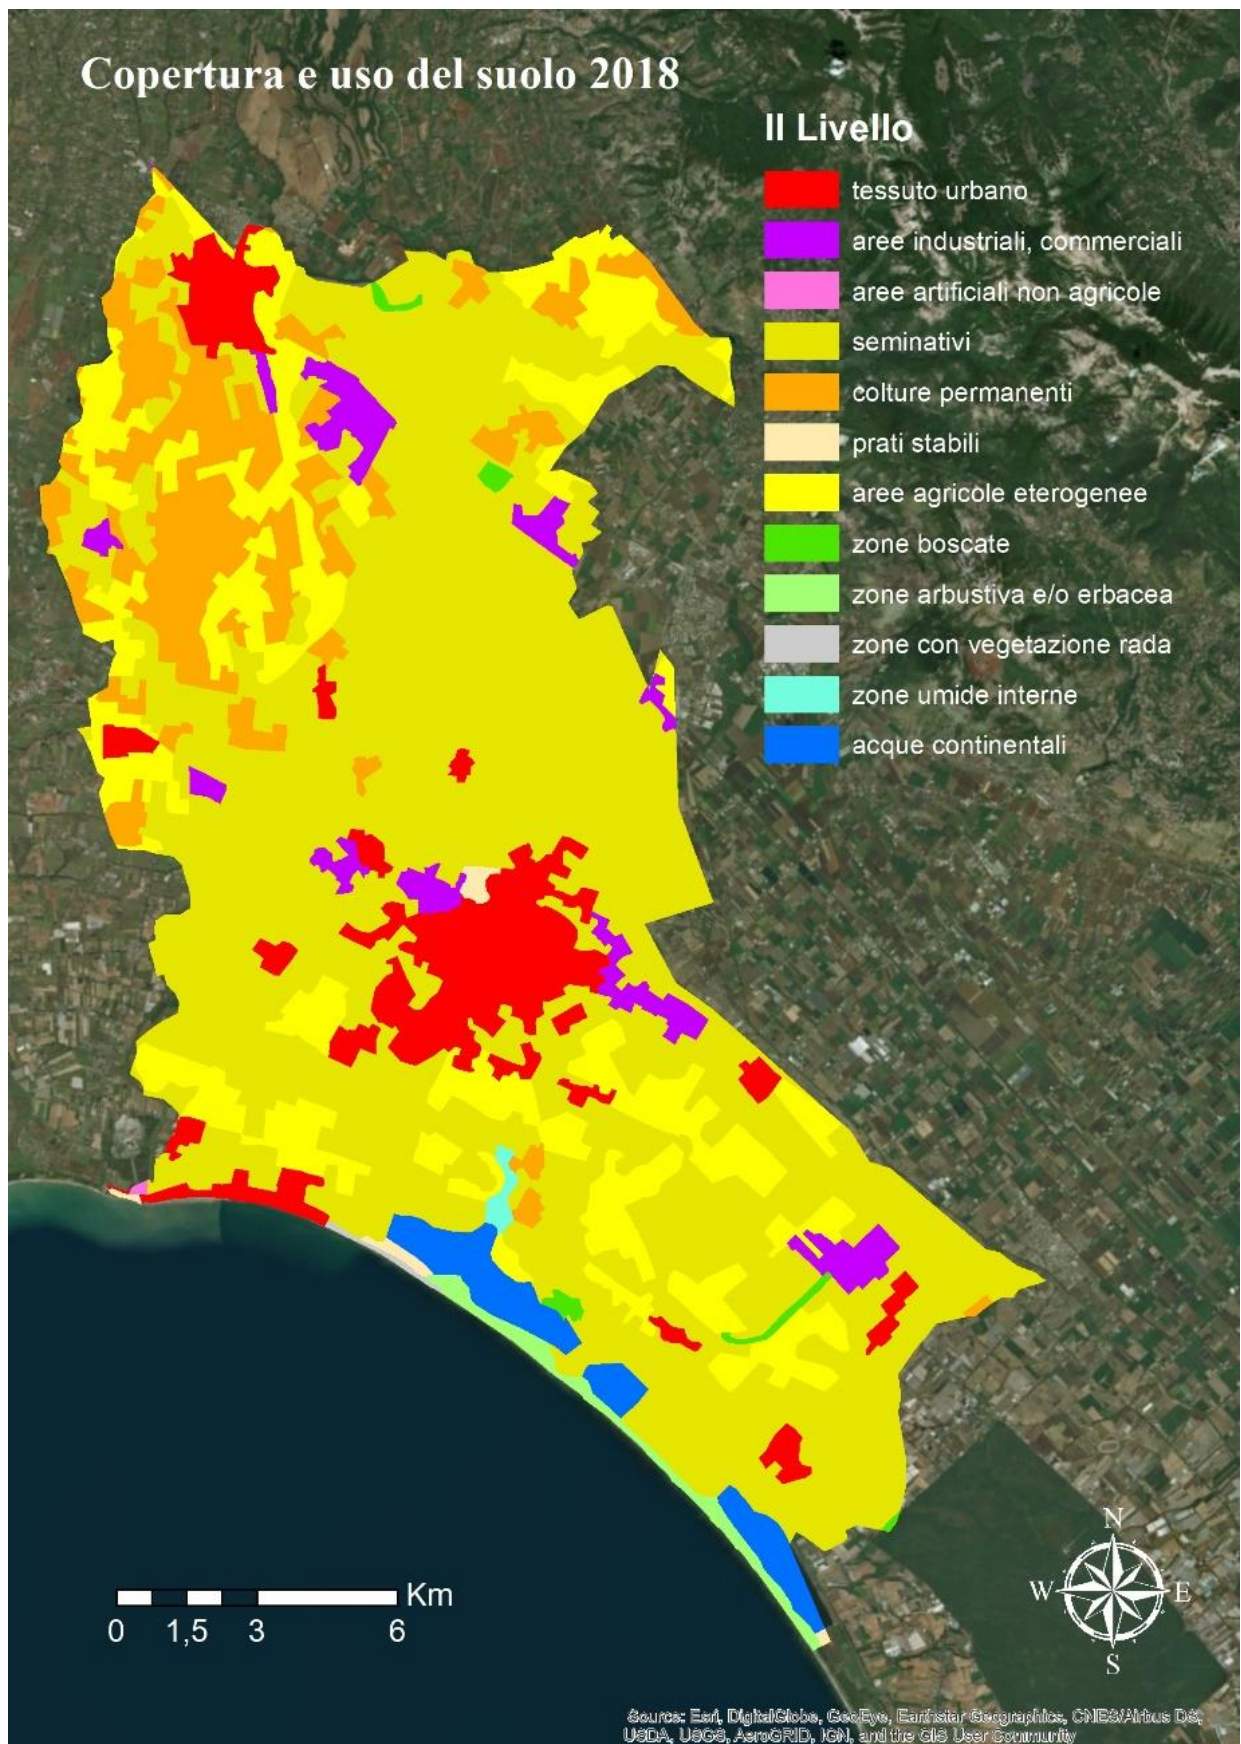 Copertura e uso del suolo 2018
II Livello
tessuto urbano
aree industriali, commerciali
aree artificiali non agricole
seminativi
colture permanenti
prati stabili
aree agricole eterogenee
zone boscate
zone arbustiva e/o erbacea
zone con vegetazione rada
zone umide interne
acque continentali
N
W E
S
Km
0 1,5 3 6
Source: Esri, DigitalGlobe, GeoEye, Earthstar Geographics, CNES/Airbus DS,
USDA, USGS, AeroGRID, IGN, and the GIS User Community